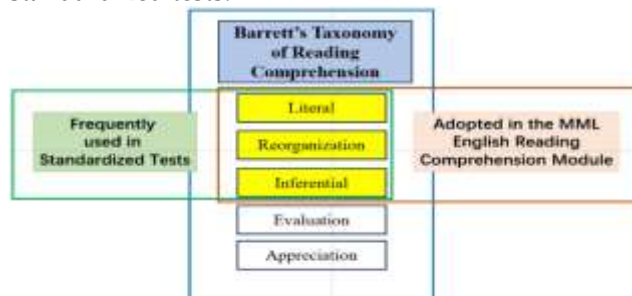 Barrett's Taxonomy
of Reading
Comprehension
Literal
Frequently
used in
Standardized Tests
Reorganization
Adopted in the MML
English Reading
Comprehension Module
Inferential
Evaluation
Appreciation